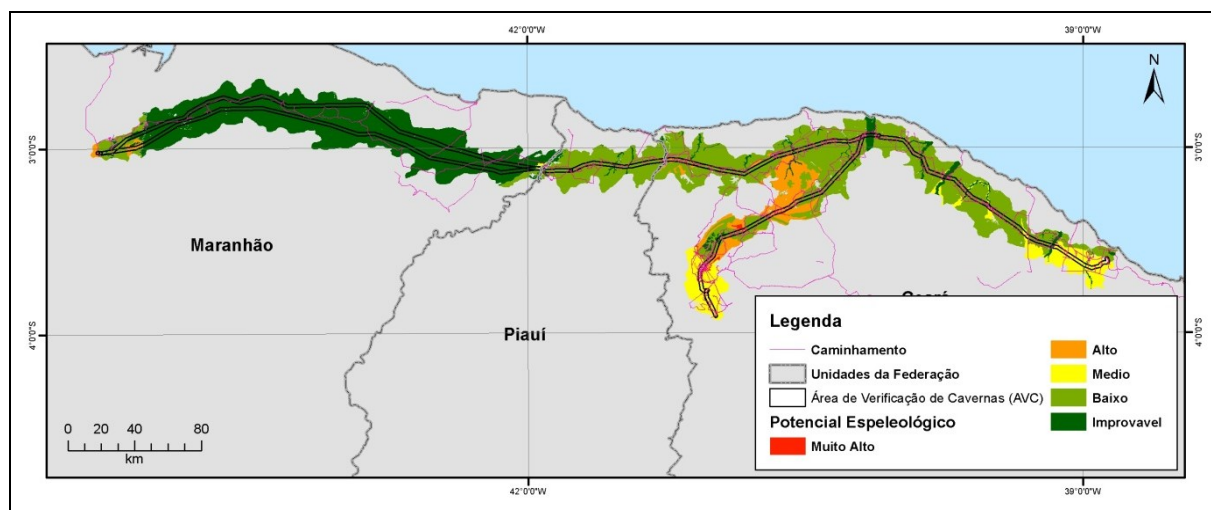 42°0'0"W
39°0'0"W
N
3°0'0"S
3°0'0"S
Maranhão
Piauí
4°0'0"S
4°0'0"S
Legenda
Caminhamento
Unidades da Federação
Área de Verificação de Cavernas (AVC)
Potencial Espeleológico
Muito Alto
Alto
Medio
Baixo
Improvavel
0 20 40 80
km
42°0'0"W
39°0'0"W